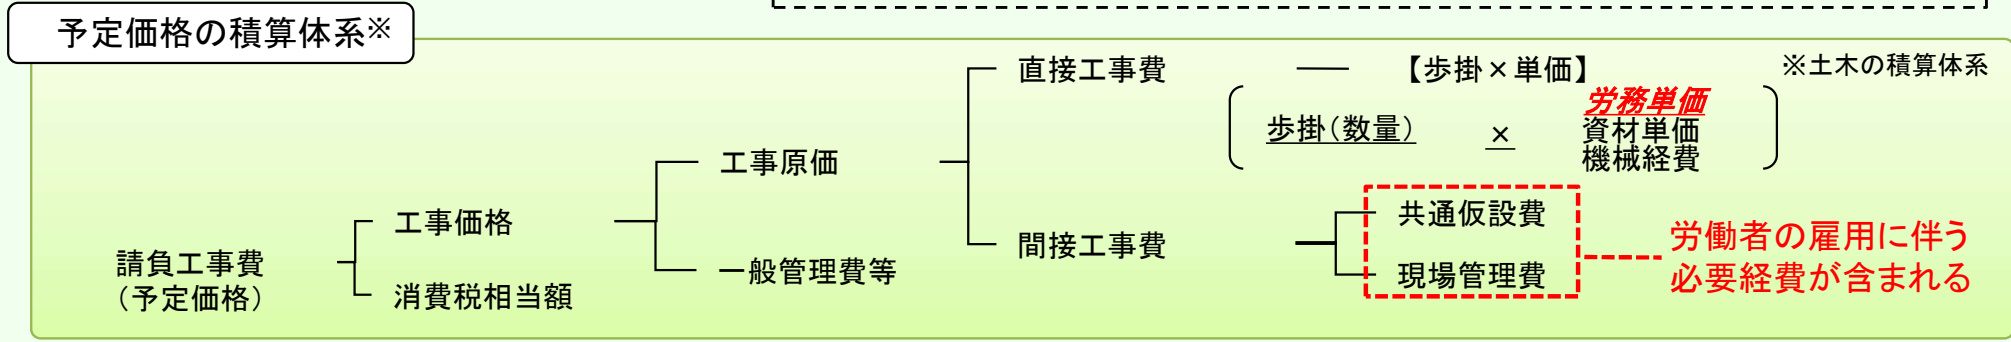 予定価格の積算体系※
※土木の積算体系
直接工事費
【歩掛×単価】
歩掛(数量)
×
労務単価
資材単価
機械経費
工事原価
工事価格
共通仮設費
間接工事費
現場管理費
労働者の雇用に伴う
必要経費が含まれる
請負工事費
(予定価格)
一般管理費等
消費税相当額